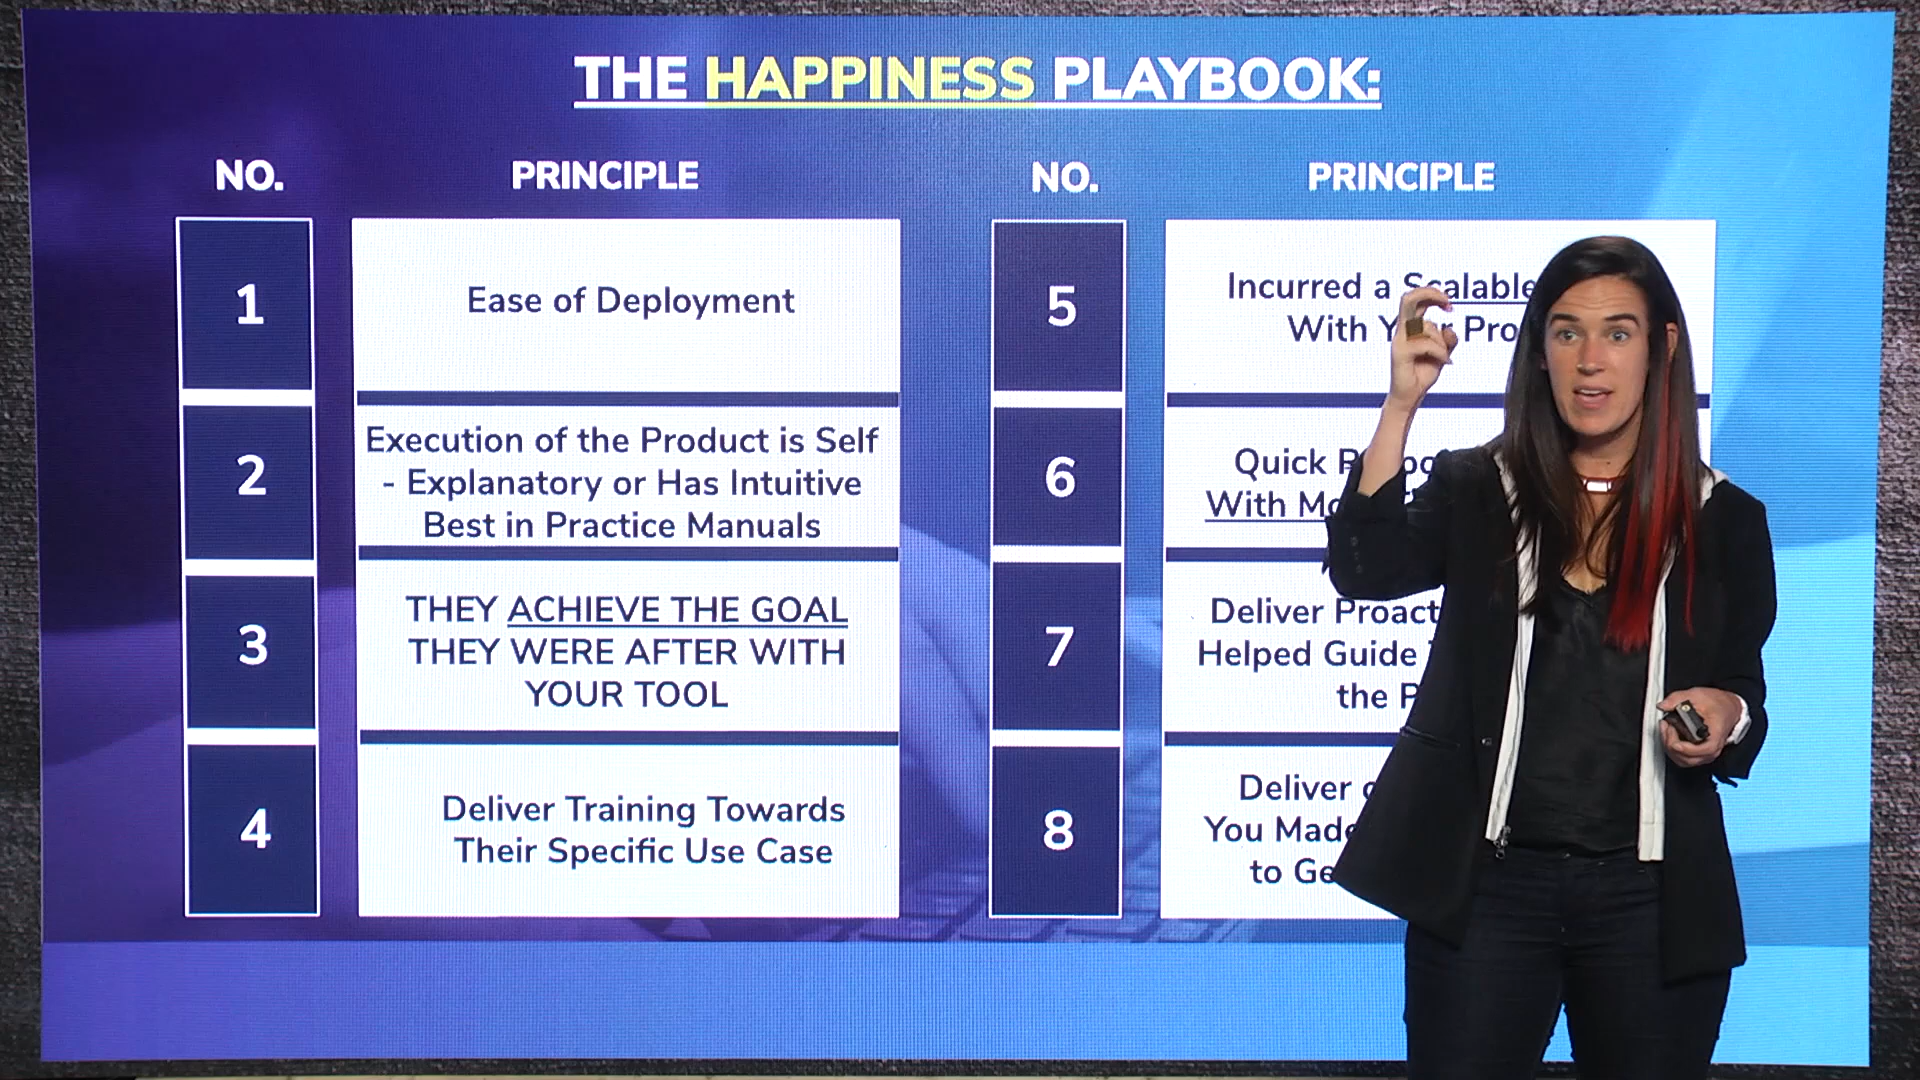 THE HAPPINESS PLAYBOOK:
NO.
PRINCIPLE
1
Ease of Deployment
2
Execution of the Product is Self
- Explanatory or Has Intuitive
Best in Practice Manuals
3
THEY ACHIEVE THE GOAL
THEY WERE AFTER WITH
YOUR TOOL
4
Deliver Training Towards
Their Specific Use Case
NO.
PRINCIPLE
5
Incurred a Scalable
With Your
6
Quick
With
7
Deliver
Helped Guide
the
8
Deliver
You Made
to